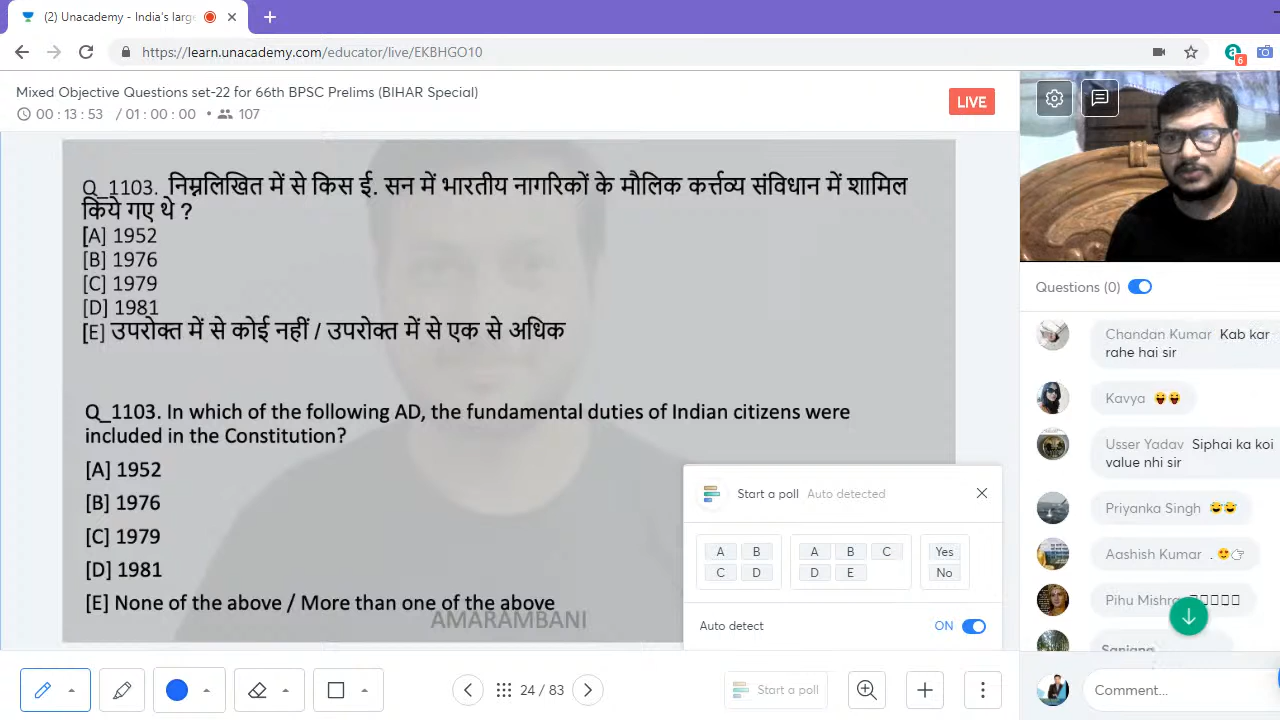 (2) Unacademy - India's larg
https://learn.unacademy.com/educator/live/EKBHGO10
6
Mixed Objective Questions set-22 for 66th BPSC Prelims (BIHAR Special)
00 : 13 : 53 / 01 : 00 : 00 • 107
LIVE
Q_1103. निम्नलिखित में से किस ई. सन में भारतीय नागरिकों के मौलिक कर्त्तव्य संविधान में शामिल
किये गए थे ?
[A] 1952
[B] 1976
[C] 1979
[D] 1981
[E] उपरोक्त में से कोई नहीं / उपरोक्त में से एक से अधिक
Q_1103. In which of the following AD, the fundamental duties of Indian citizens were
included in the Constitution?
[A] 1952
[B] 1976
[C] 1979
[D] 1981
[E] None of the above / More than one of the above
AMARAMBANI
Start a poll Auto detected
A B A B C Yes
C D D E No
Auto detect ON
Questions (0)
Chandan Kumar Kab kar
rahe hai sir
Kavya
Usser Yadav Siphai ka koi
value nhi sir
Priyanka Singh
Aashish Kumar .
Pihu Mishra
24 / 83
Start a poll
Comment...